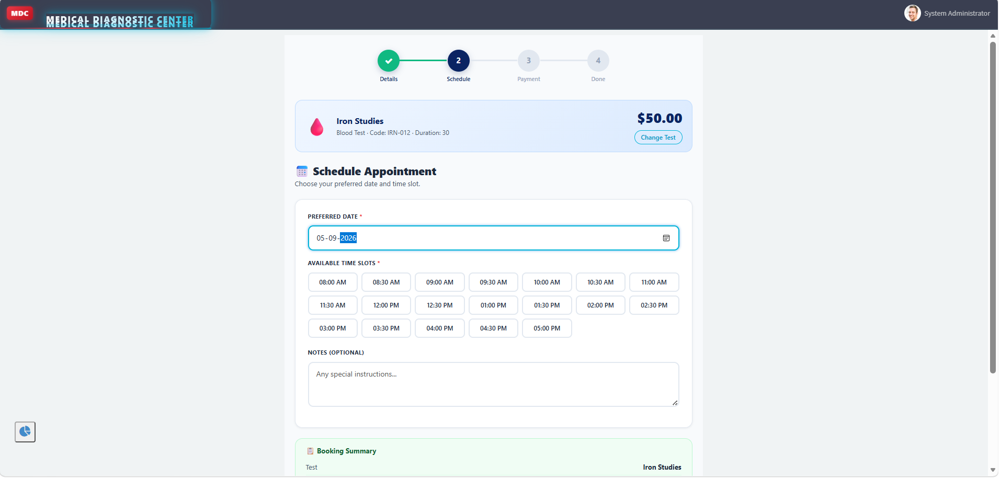 MDC
MEDICAL DIAGNOSTIC CENTER
MEDICAL DIAGNOSTIC CENTER
System Administrator
2
3
4
Details
Schedule
Payment
Done
Iron Studies
$50.00
Blood Test · Code: IRN-012 · Duration: 30
Change Test
Schedule Appointment
Choose your preferred date and time slot.
PREFERRED DATE *
05-09-2026
AVAILABLE TIME SLOTS *
08:00 AM
08:30 AM
09:00 AM
09:30 AM
10:00 AM
10:30 AM
11:00 AM
11:30 AM
12:00 PM
12:30 PM
01:00 PM
01:30 PM
02:00 PM
02:30 PM
03:00 PM
03:30 PM
04:00 PM
04:30 PM
05:00 PM
NOTES (OPTIONAL)
Any special instructions...
Booking Summary
Test
Iron Studies